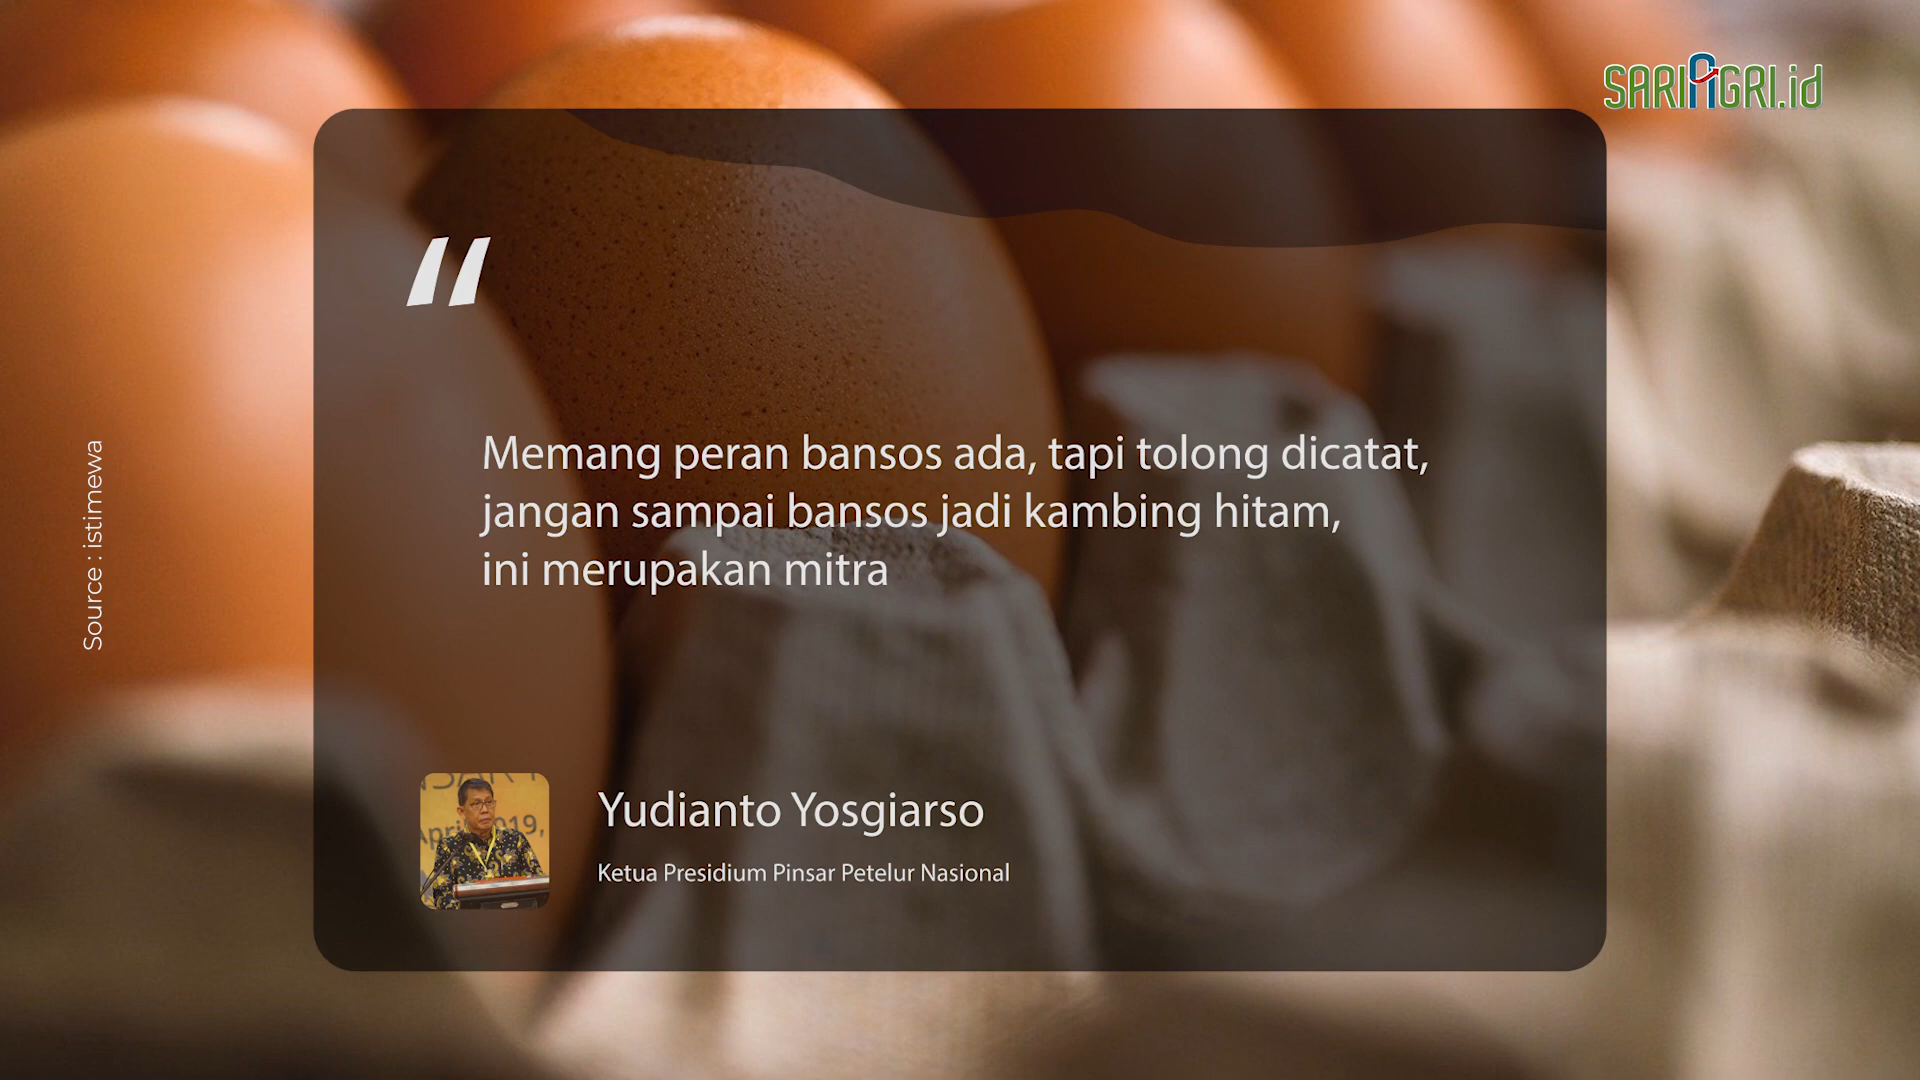 SARIAGRI.id
“
Memang peran bansos ada, tapi tolong dicatat,
jangan sampai bansos jadi kambing hitam,
ini merupakan mitra
Source : istimewa
Yudianto Yosgiarso
Ketua Presidium Pinsar Petelur Nasional